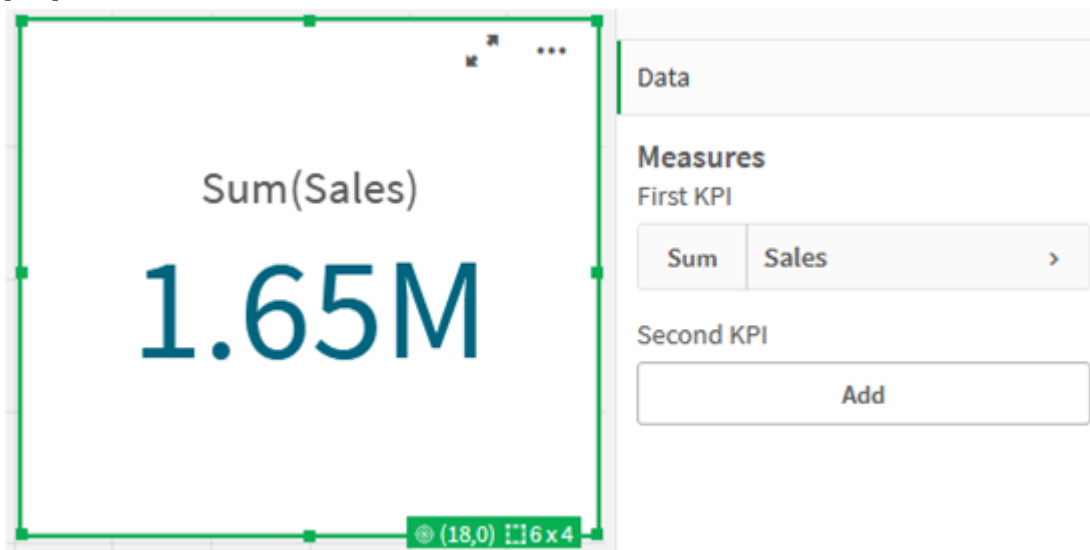 Sum(Sales)
1.65M
(18,0) 6 x 4
Data
Measures
First KPI
Sum Sales
Second KPI
Add